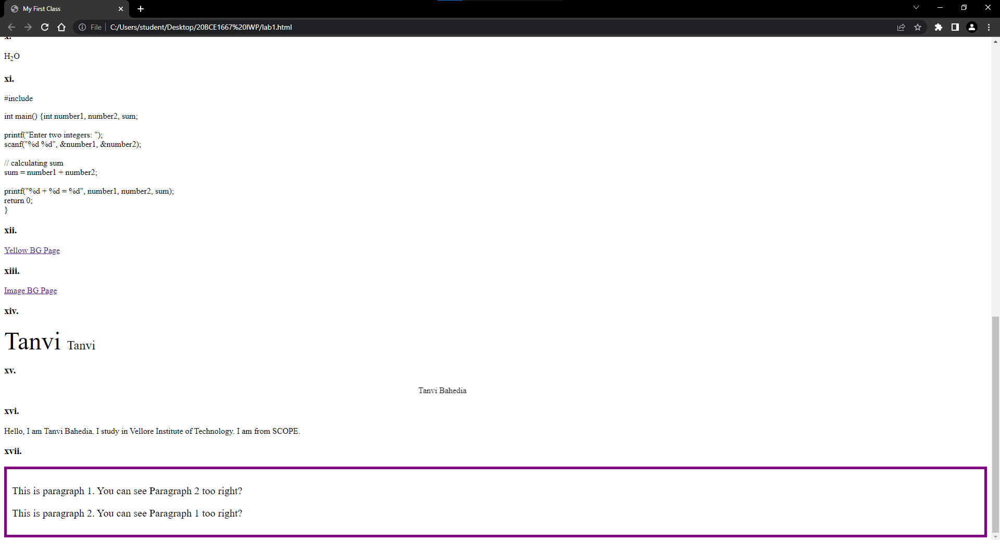 My First Class
File
C:/Users/student/Desktop/20BCE1667%20IWP/lab1.html
x.
H₂O
xi.
#include
int main() {int number1, number2, sum;
printf("Enter two integers: ");
scanf("%d %d", &number1, &number2);
// calculating sum
sum = number1 + number2;
printf("%d + %d = %d", number1, number2, sum);
return 0;
}
xii.
Yellow BG Page
xiii.
Image BG Page
xiv.
Tanvi Tanvi
xv.
Tanvi Bahedia
xvi.
Hello, I am Tanvi Bahedia. I study in Vellore Institute of Technology. I am from SCOPE.
xvii.
This is paragraph 1. You can see Paragraph 2 too right?
This is paragraph 2. You can see Paragraph 1 too right?